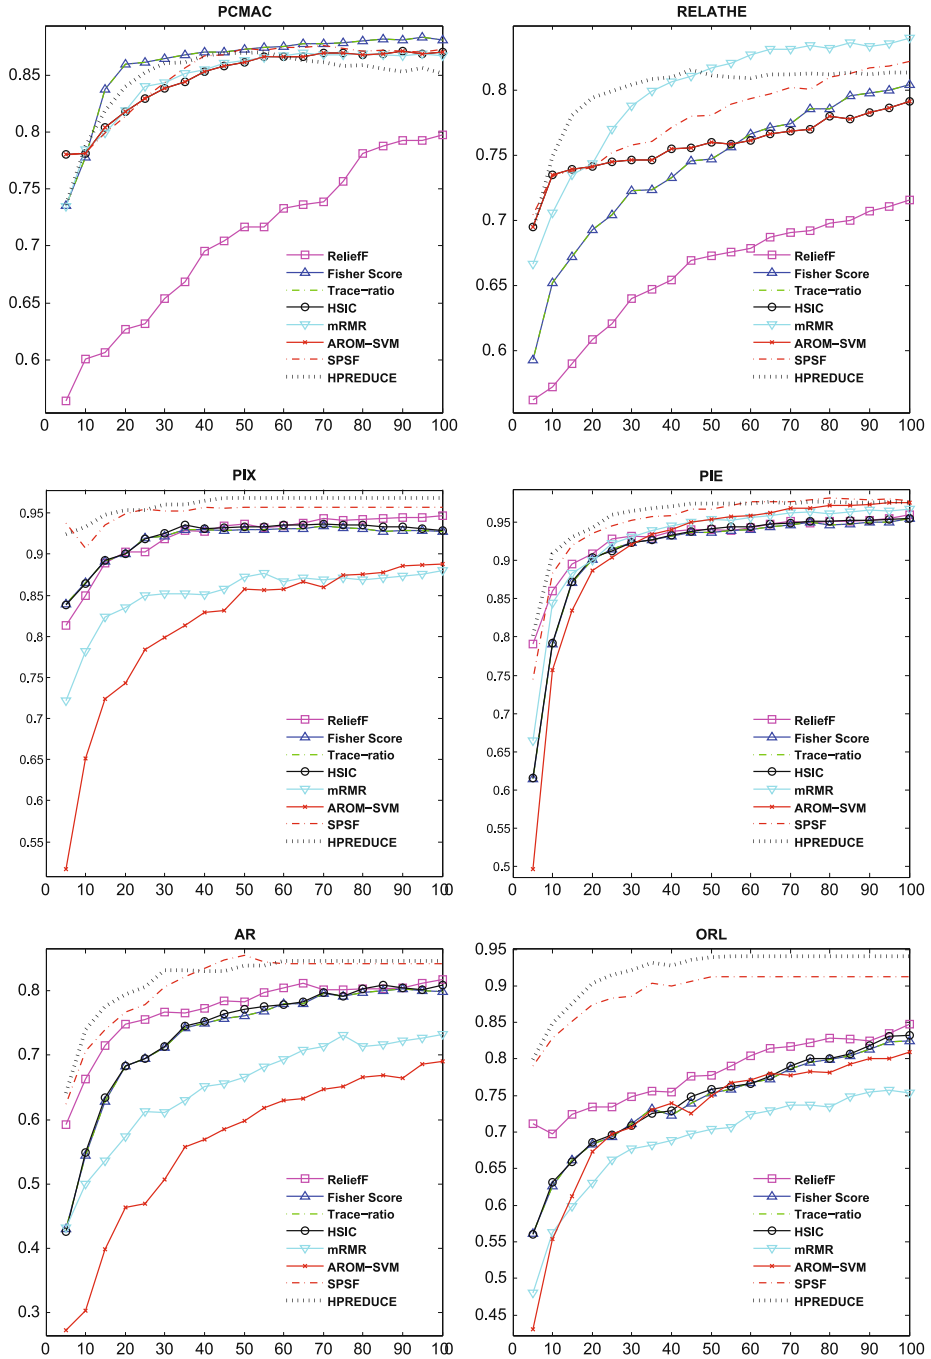 PCMAC
0.85
0.8
0.75
0.7
0.65
0.6
0 10 20 30 40 50 60 70 80 90 100
ReliefF
Fisher Score
Trace-ratio
HSIC
mRMR
AROM-SVM
SPSF
HPREDUCE
RELATHE
0.8
0.75
0.7
0.65
0.6
0 10 20 30 40 50 60 70 80 90 100
ReliefF
Fisher Score
Trace-ratio
HSIC
mRMR
AROM-SVM
SPSF
HPREDUCE
PIX
0.95
0.9
0.85
0.8
0.75
0.7
0.65
0.6
0.55
0 10 20 30 40 50 60 70 80 90 100
0
ReliefF
Fisher Score
Trace-ratio
HSIC
mRMR
AROM-SVM
SPSF
HPREDUCE
PIE
0.95
0.9
0.85
0.8
0.75
0.7
0.65
0.6
0.55
0.5
0 10 20 30 40 50 60 70 80 90 100
ReliefF
Fisher Score
Trace-ratio
HSIC
mRMR
AROM-SVM
SPSF
HPREDUCE
AR
0.8
0.7
0.6
0.5
0.4
0.3
0 10 20 30 40 50 60 70 80 90 100
0
ReliefF
Fisher Score
Trace-ratio
HSIC
mRMR
AROM-SVM
SPSF
HPREDUCE
ORL
0.95
0.9
0.85
0.8
0.75
0.7
0.65
0.6
0.55
0.5
0.45
0 10 20 30 40 50 60 70 80 90 100
ReliefF
Fisher Score
Trace-ratio
HSIC
mRMR
AROM-SVM
SPSF
HPREDUCE